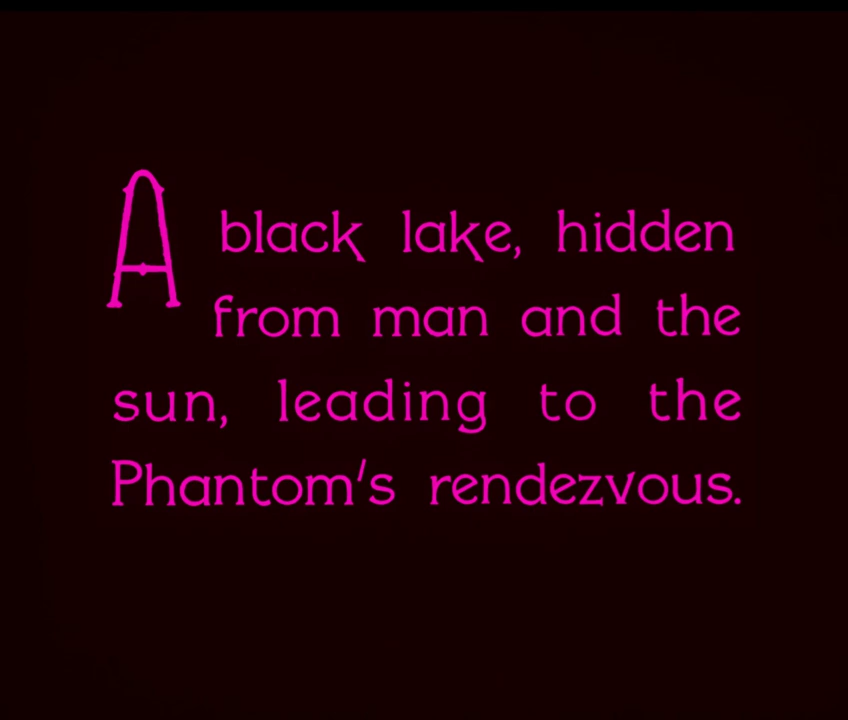 A black lake, hidden
from man and the
sun, leading to the
Phantom's rendezvous.